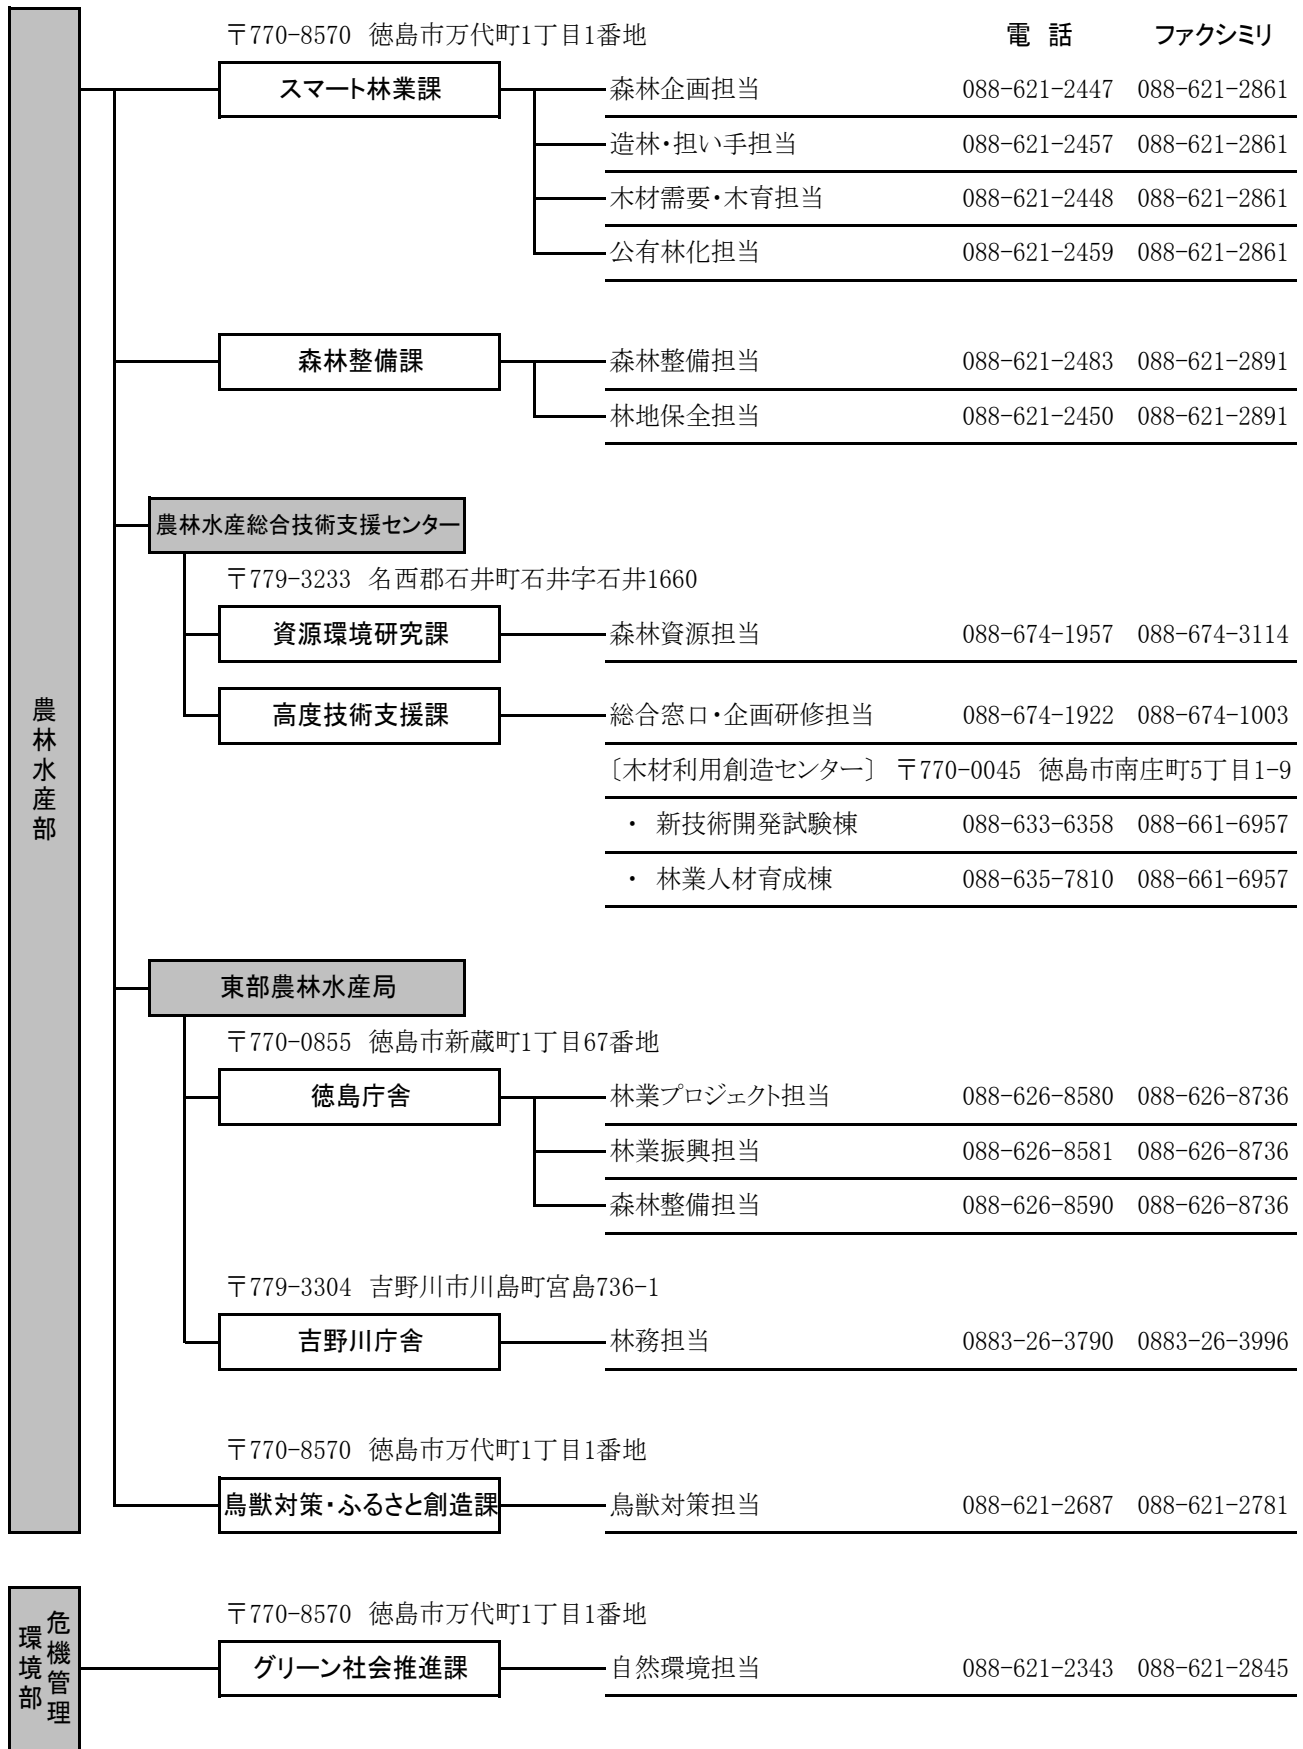 〒770-8570 徳島市万代町1丁目1番地 電 話 ファクシミリ
スマート林業課 森林企画担当 088-621-2447 088-621-2861
造林・担い手担当 088-621-2457 088-621-2861
木材需要・木育担当 088-621-2448 088-621-2861
公有林化担当 088-621-2459 088-621-2861
森林整備課 森林整備担当 088-621-2483 088-621-2891
林地保全担当 088-621-2450 088-621-2891
農林水産総合技術支援センター
〒779-3233 名西郡石井町石井字石井1660
資源環境研究課 森林資源担当 088-674-1957 088-674-3114
農林水産部
高度技術支援課 総合窓口・企画研修担当 088-674-1922 088-674-1003
〔木材利用創造センター〕 〒770-0045 徳島市南庄町5丁目1-9
・ 新技術開発試験棟 088-633-6358 088-661-6957
・ 林業人材育成棟 088-635-7810 088-661-6957
東部農林水産局
〒770-0855 徳島市新蔵町1丁目67番地
徳島庁舎 林業プロジェクト担当 088-626-8580 088-626-8736
林業振興担当 088-626-8581 088-626-8736
森林整備担当 088-626-8590 088-626-8736
〒779-3304 吉野川市川島町宮島736-1
吉野川庁舎 林務担当 0883-26-3790 0883-26-3996
〒770-8570 徳島市万代町1丁目1番地
鳥獣対策・ふるさと創造課 鳥獣対策担当 088-621-2687 088-621-2781
危機管理
環境部
〒770-8570 徳島市万代町1丁目1番地
グリーン社会推進課 自然環境担当 088-621-2343 088-621-2845